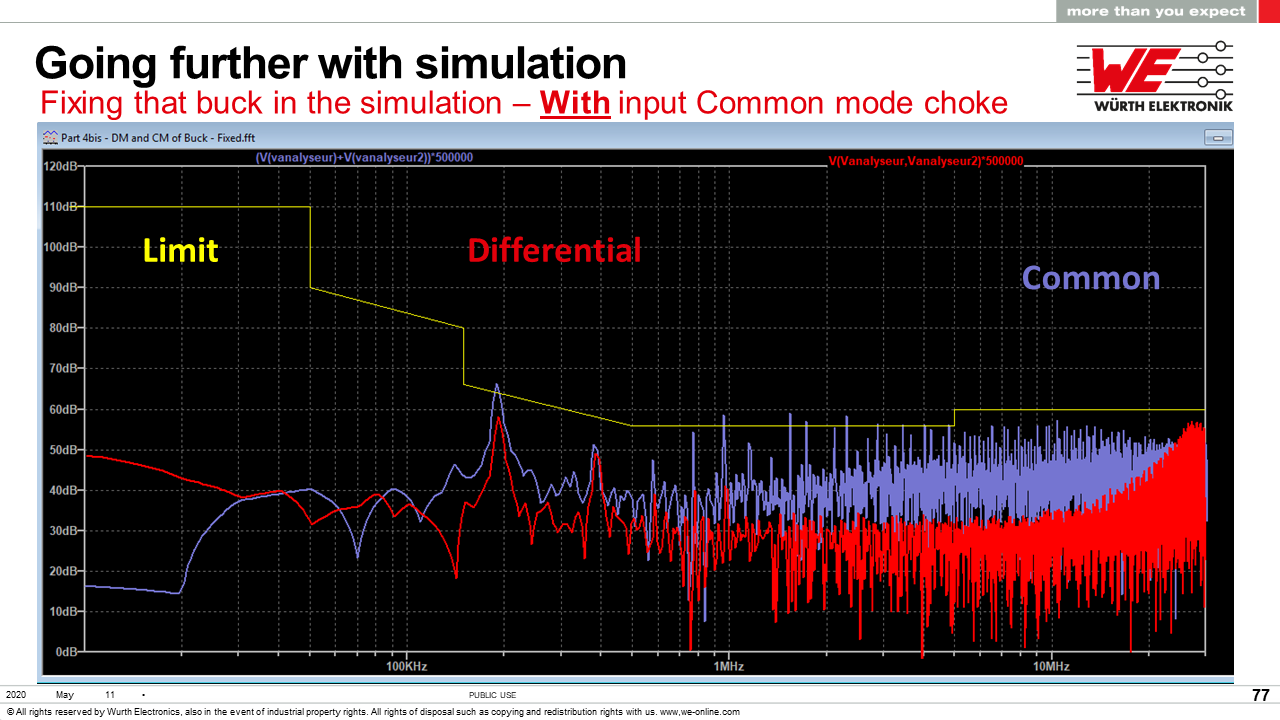 more than you expect
Going further with simulation
Fixing that buck in the simulation – With input Common mode choke
WE
WÜRTH ELEKTRONIK
Part 4bis - DM and CM of Buck - Fixed.fft
(V(vanalyseur)+V(vanalyseur2))*500000
V(Vanalyseur,Vanalyseur2)*500000
120dB
110dB
100dB
90dB
80dB
70dB
60dB
50dB
40dB
30dB
20dB
10dB
0dB
Limit
Differential
Common
100KHz
1MHz
10MHz
2020 May 11 •
PUBLIC USE
77
© All rights reserved by Wurth Electronics, also in the event of industrial property rights. All rights of disposal such as copying and redistribution rights with us. www,we-online.com